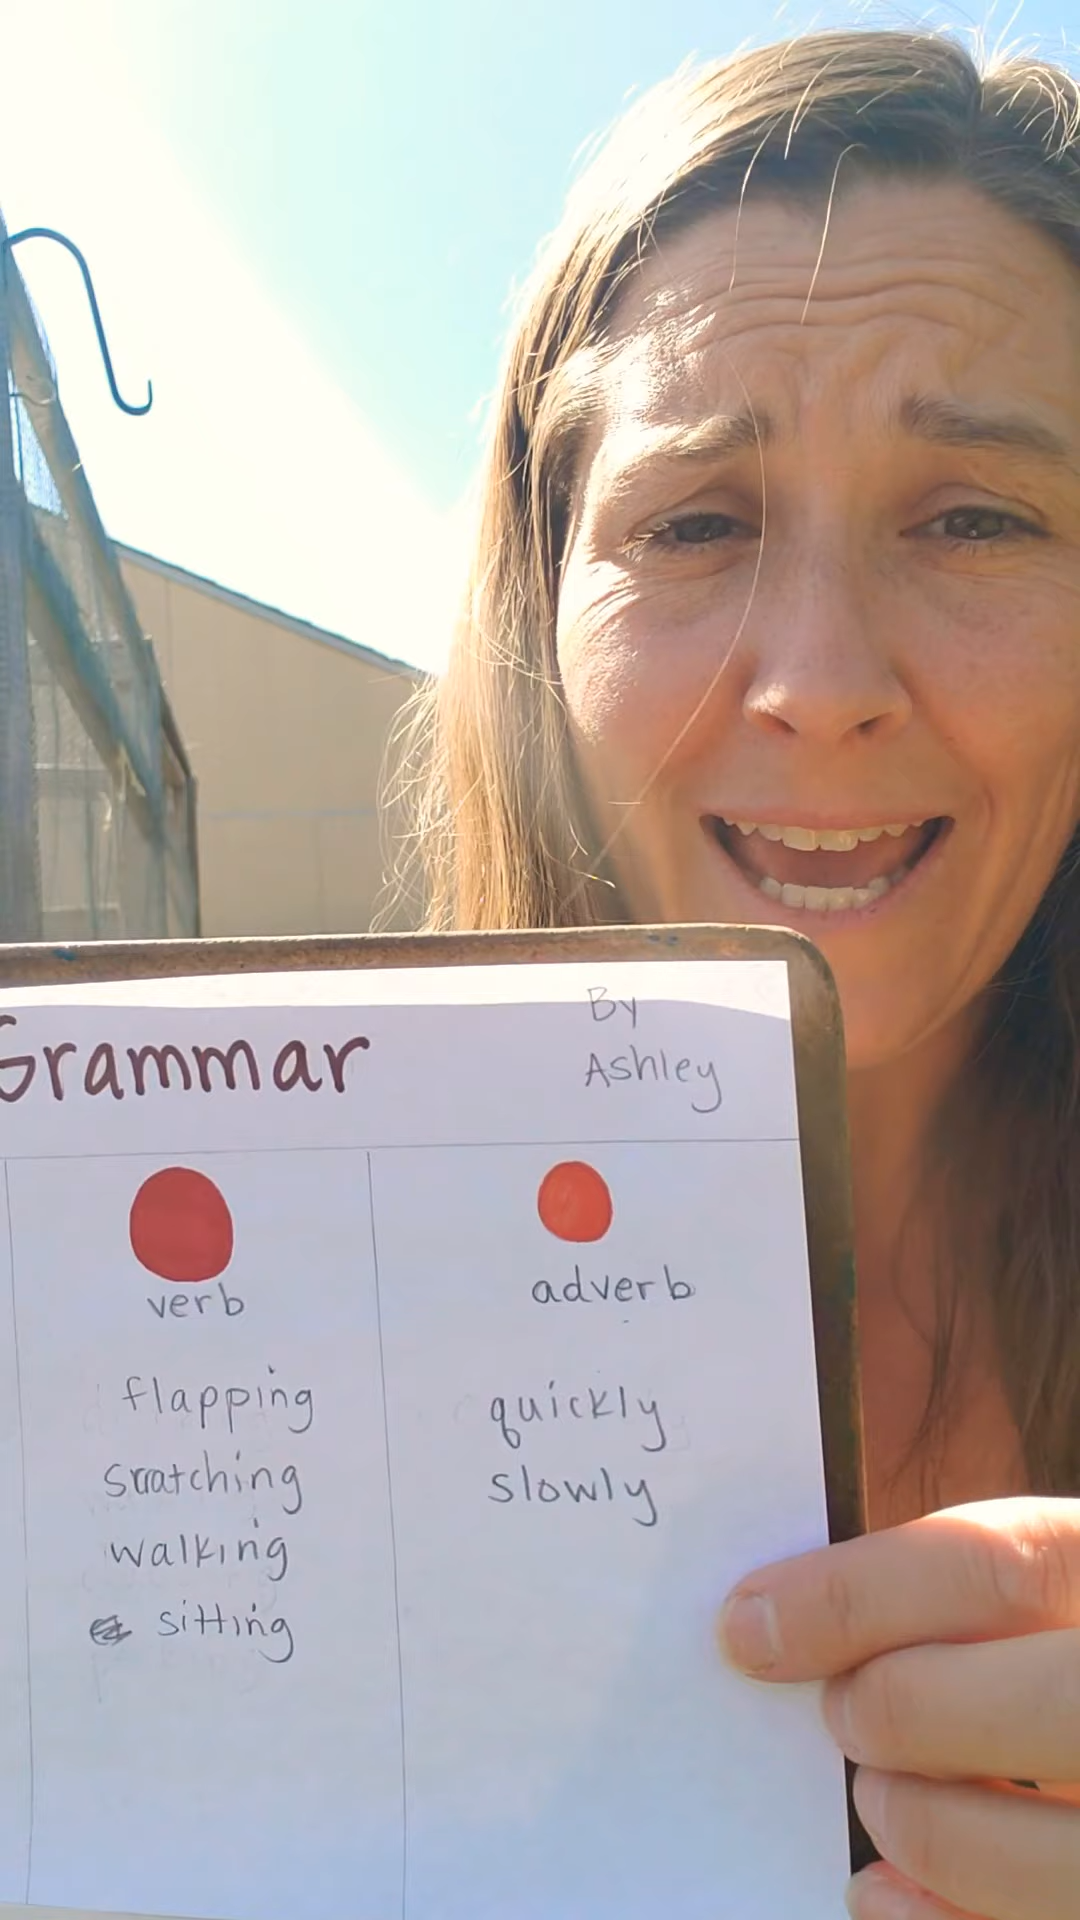 Grammar
By
Ashley
verb
flapping
scratching
walking
sitting
adverb
quickly
slowly